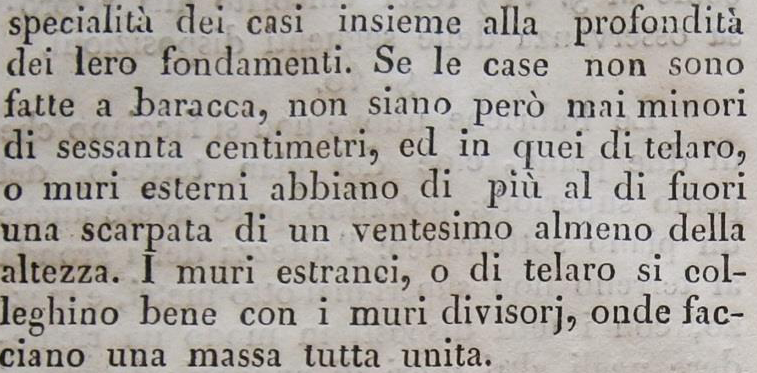 specialità dei casi insieme alla profondità
dei lero fondamenti. Se le case non sono
fatte a baracca, non siano però mai minori
di sessanta centimetri, ed in quei di telaro,
o muri esterni abbiano di più al di fuori
una scarpata di un ventesimo almeno della
altezza. I muri estranci, o di telaro si col-
leghino bene con i muri divisorj, onde fac-
ciano una massa tutta unita.